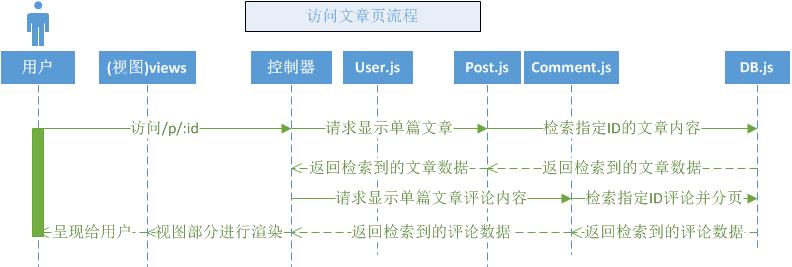 访问文章页流程
用户
(视图)views
控制器
User.js
Post.js
Comment.js
DB.js
访问/p/:id
请求显示单篇文章
检索指定ID的文章内容
返回检索到的文章数据
返回检索到的文章数据
请求显示单篇文章评论内容
检索指定ID评论并分页
呈现给用户
视图部分进行渲染
返回检索到的评论数据
返回检索到的评论数据